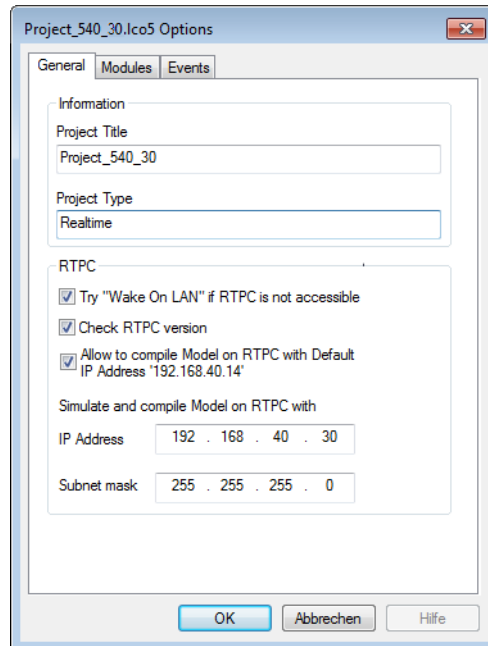 Project_540_30.Ico5 Options
General Modules Events
Information
Project Title
Project_540_30
Project Type
Realtime
RTPC
Try "Wake On LAN" if RTPC is not accessible
Check RTPC version
Allow to compile Model on RTPC with Default
IP Address '192.168.40.14'
Simulate and compile Model on RTPC with
IP Address 192 . 168 . 40 . 30
Subnet mask 255 . 255 . 255 . 0
OK Abbrechen Hilfe